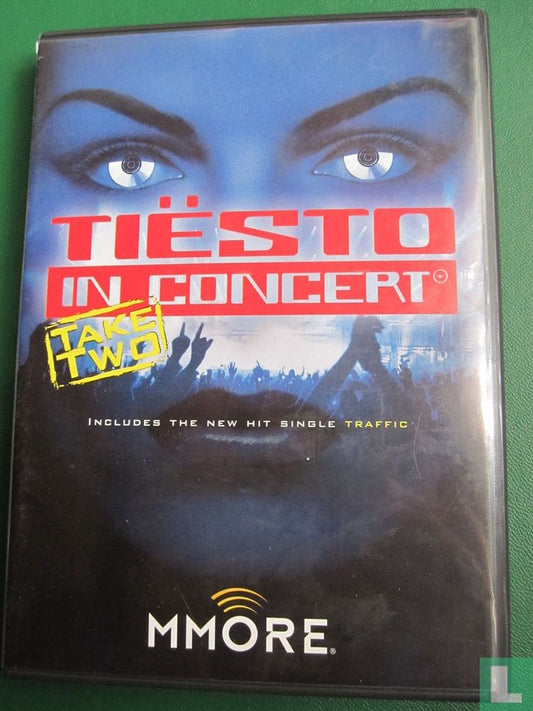 TIËSTO
IN CONCERT
TAKE
TWO
INCLUDES THE NEW HIT SINGLE TRAFFIC
MMORE®
L